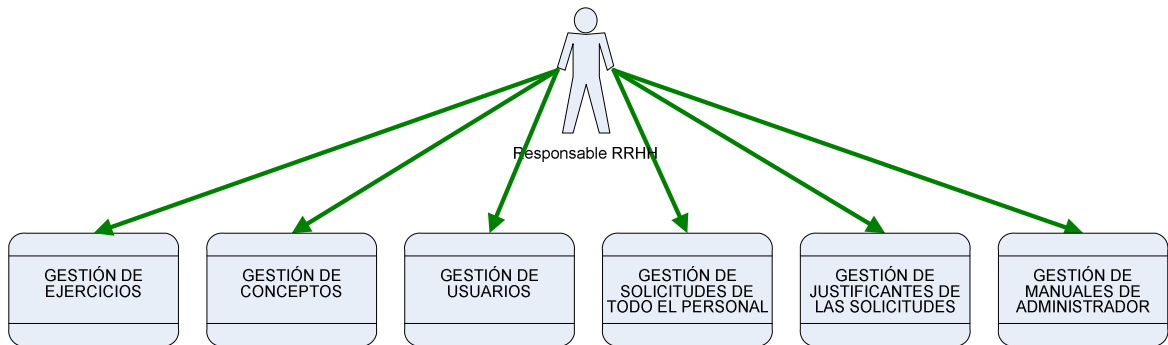 Responsable RRHH
GESTIÓN DE
EJERCICIOS
GESTIÓN DE
CONCEPTOS
GESTIÓN DE
USUARIOS
GESTIÓN DE
SOLICITUDES DE
TODO EL PERSONAL
GESTIÓN DE
JUSTIFICANTES DE
LAS SOLICITUDES
GESTIÓN DE
MANUALES DE
ADMINISTRADOR